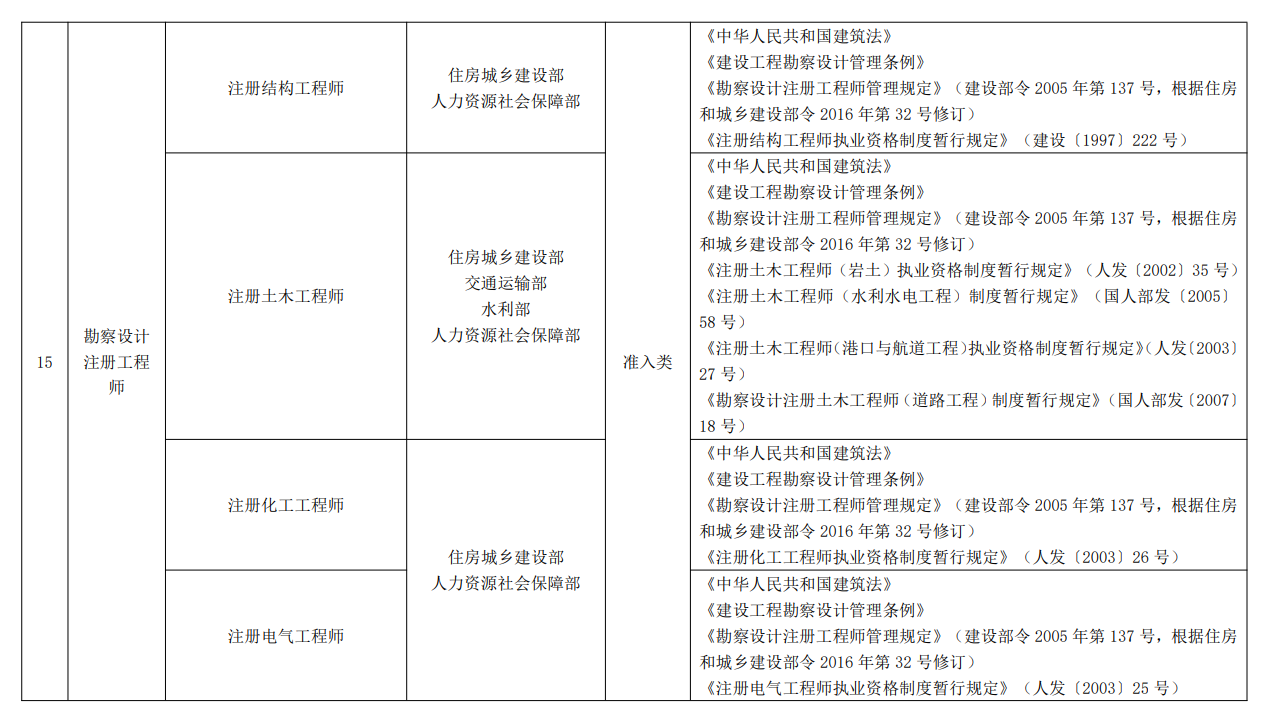 15
勘察设计
注册工程
师
注册结构工程师
住房城乡建设部
人力资源社会保障部
准入类
《中华人民共和国建筑法》
《建设工程勘察设计管理条例》
《勘察设计注册工程师管理规定》（建设部令 2005 年第 137 号，根据住房
和城乡建设部令 2016 年第 32 号修订）
《注册结构工程师执业资格制度暂行规定》（建设〔1997〕222 号）
注册土木工程师
住房城乡建设部
交通运输部
水利部
人力资源社会保障部
《中华人民共和国建筑法》
《建设工程勘察设计管理条例》
《勘察设计注册工程师管理规定》（建设部令 2005 年第 137 号，根据住房
和城乡建设部令 2016 年第 32 号修订）
《注册土木工程师（岩土）执业资格制度暂行规定》（人发〔2002〕35 号）
《注册土木工程师（水利水电工程）制度暂行规定》（国人部发〔2005〕
58 号）
《注册土木工程师（港口与航道工程）执业资格制度暂行规定》（人发〔2003〕
27 号）
《勘察设计注册土木工程师（道路工程）制度暂行规定》（国人部发〔2007〕
18 号）
注册化工工程师
住房城乡建设部
人力资源社会保障部
《中华人民共和国建筑法》
《建设工程勘察设计管理条例》
《勘察设计注册工程师管理规定》（建设部令 2005 年第 137 号，根据住房
和城乡建设部令 2016 年第 32 号修订）
《注册化工工程师执业资格制度暂行规定》（人发〔2003〕26 号）
注册电气工程师
《中华人民共和国建筑法》
《建设工程勘察设计管理条例》
《勘察设计注册工程师管理规定》（建设部令 2005 年第 137 号，根据住房
和城乡建设部令 2016 年第 32 号修订）
《注册电气工程师执业资格制度暂行规定》（人发〔2003〕25 号）